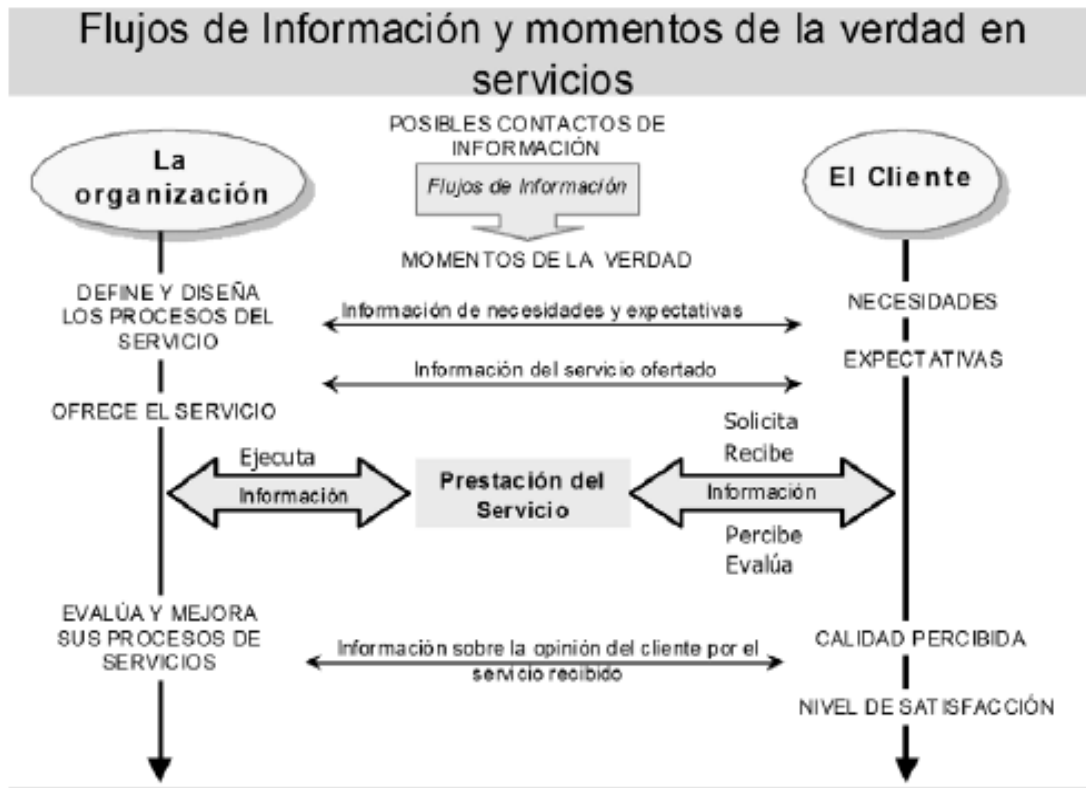 Flujos de Información y momentos de la verdad en
servicios
La
organización
POSIBLES CONTACTOS DE
INFORMACIÓN
Flujos de Información
MOMENTOS DE LA VERDAD
El Cliente
DEFINE Y DISEÑA
LOS PROCESOS DEL
SERVICIO
Información de necesidades y expectativas
NECESIDADES
Información del servicio ofertado
EXPECTATIVAS
OFRECE EL SERVICIO
Ejecuta
Información
Prestación del
Servicio
Solicita
Recibe
Información
Percibe
Evalúa
EVALÚA Y MEJORA
SUS PROCESOS DE
SERVICIOS
Información sobre la opinión del cliente por el
servicio recibido
CALIDAD PERCIBIDA
NIVEL DE SATISFACCIÓN